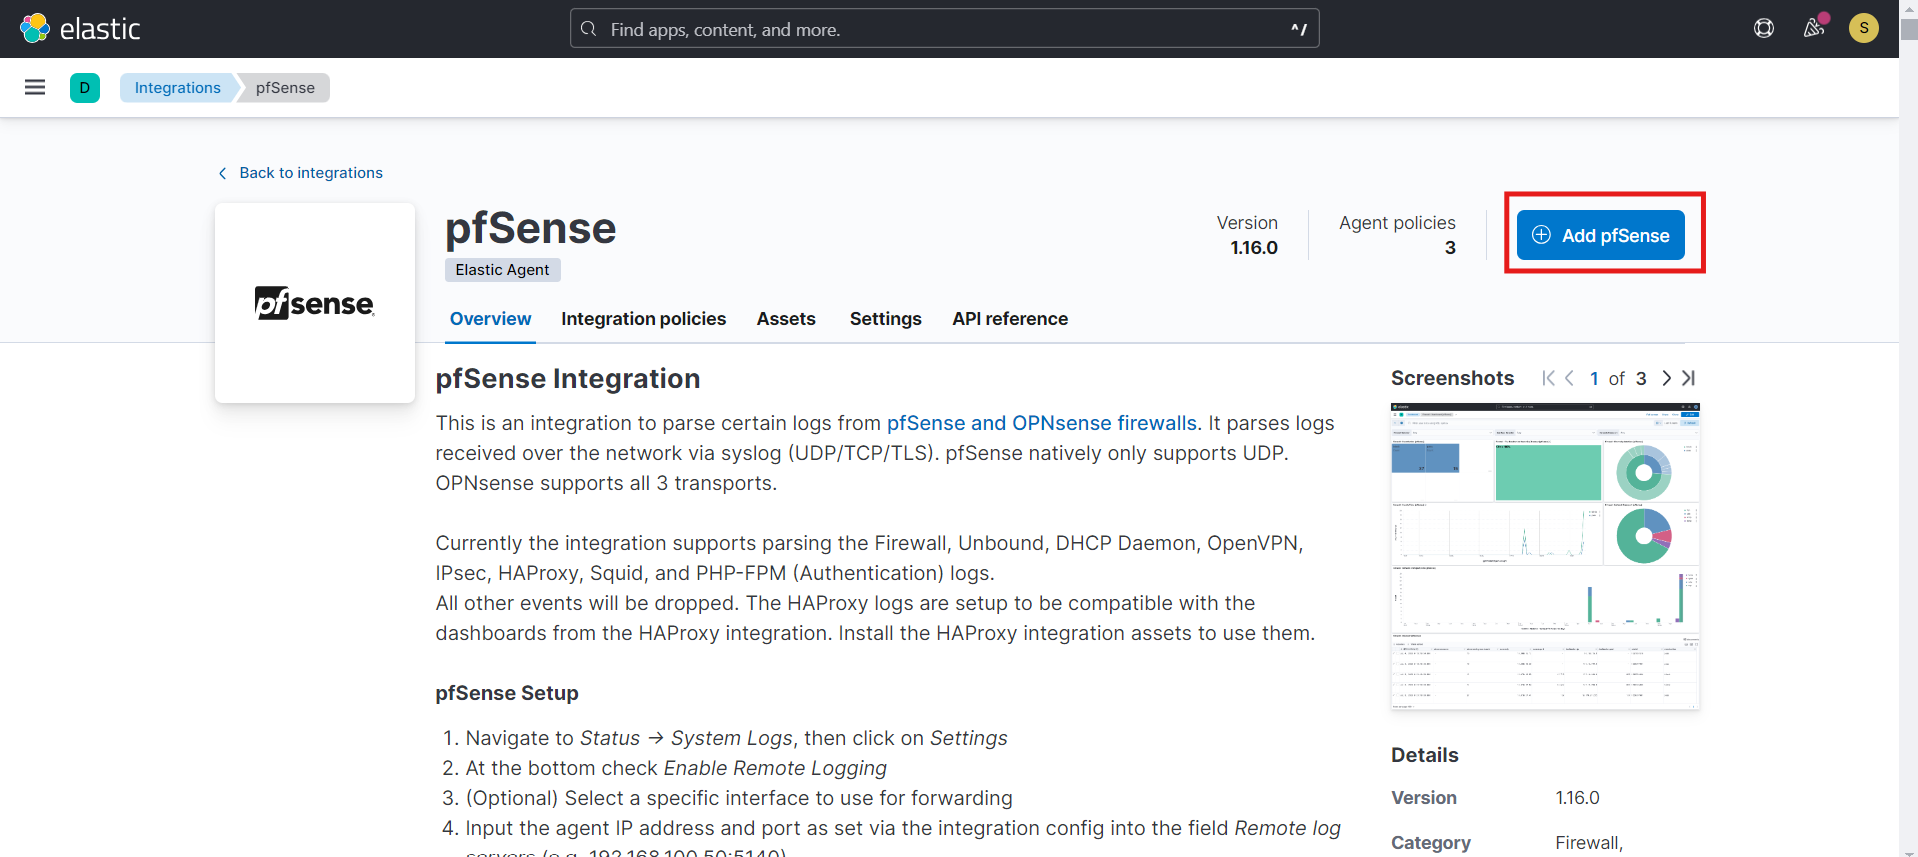 elastic
Find apps, content, and more.
^/
S
D
Integrations
pfSense
Back to integrations
pfsense
pfSense
Elastic Agent
Version
1.16.0
Agent policies
3
Add pfSense
Overview
Integration policies
Assets
Settings
API reference
pfSense Integration
This is an integration to parse certain logs from pfSense and OPNsense firewalls. It parses logs
received over the network via syslog (UDP/TCP/TLS). pfSense natively only supports UDP.
OPNsense supports all 3 transports.
Currently the integration supports parsing the Firewall, Unbound, DHCP Daemon, OpenVPN,
IPsec, HAProxy, Squid, and PHP-FPM (Authentication) logs.
All other events will be dropped. The HAProxy logs are setup to be compatible with the
dashboards from the HAProxy integration. Install the HAProxy integration assets to use them.
pfSense Setup
1. Navigate to Status → System Logs, then click on Settings
2. At the bottom check Enable Remote Logging
3. (Optional) Select a specific interface to use for forwarding
4. Input the agent IP address and port as set via the integration config into the field Remote log
servers (e.g. 192.168.100.50:5140)
Screenshots
1 of 3
Details
Version
1.16.0
Category
Firewall,